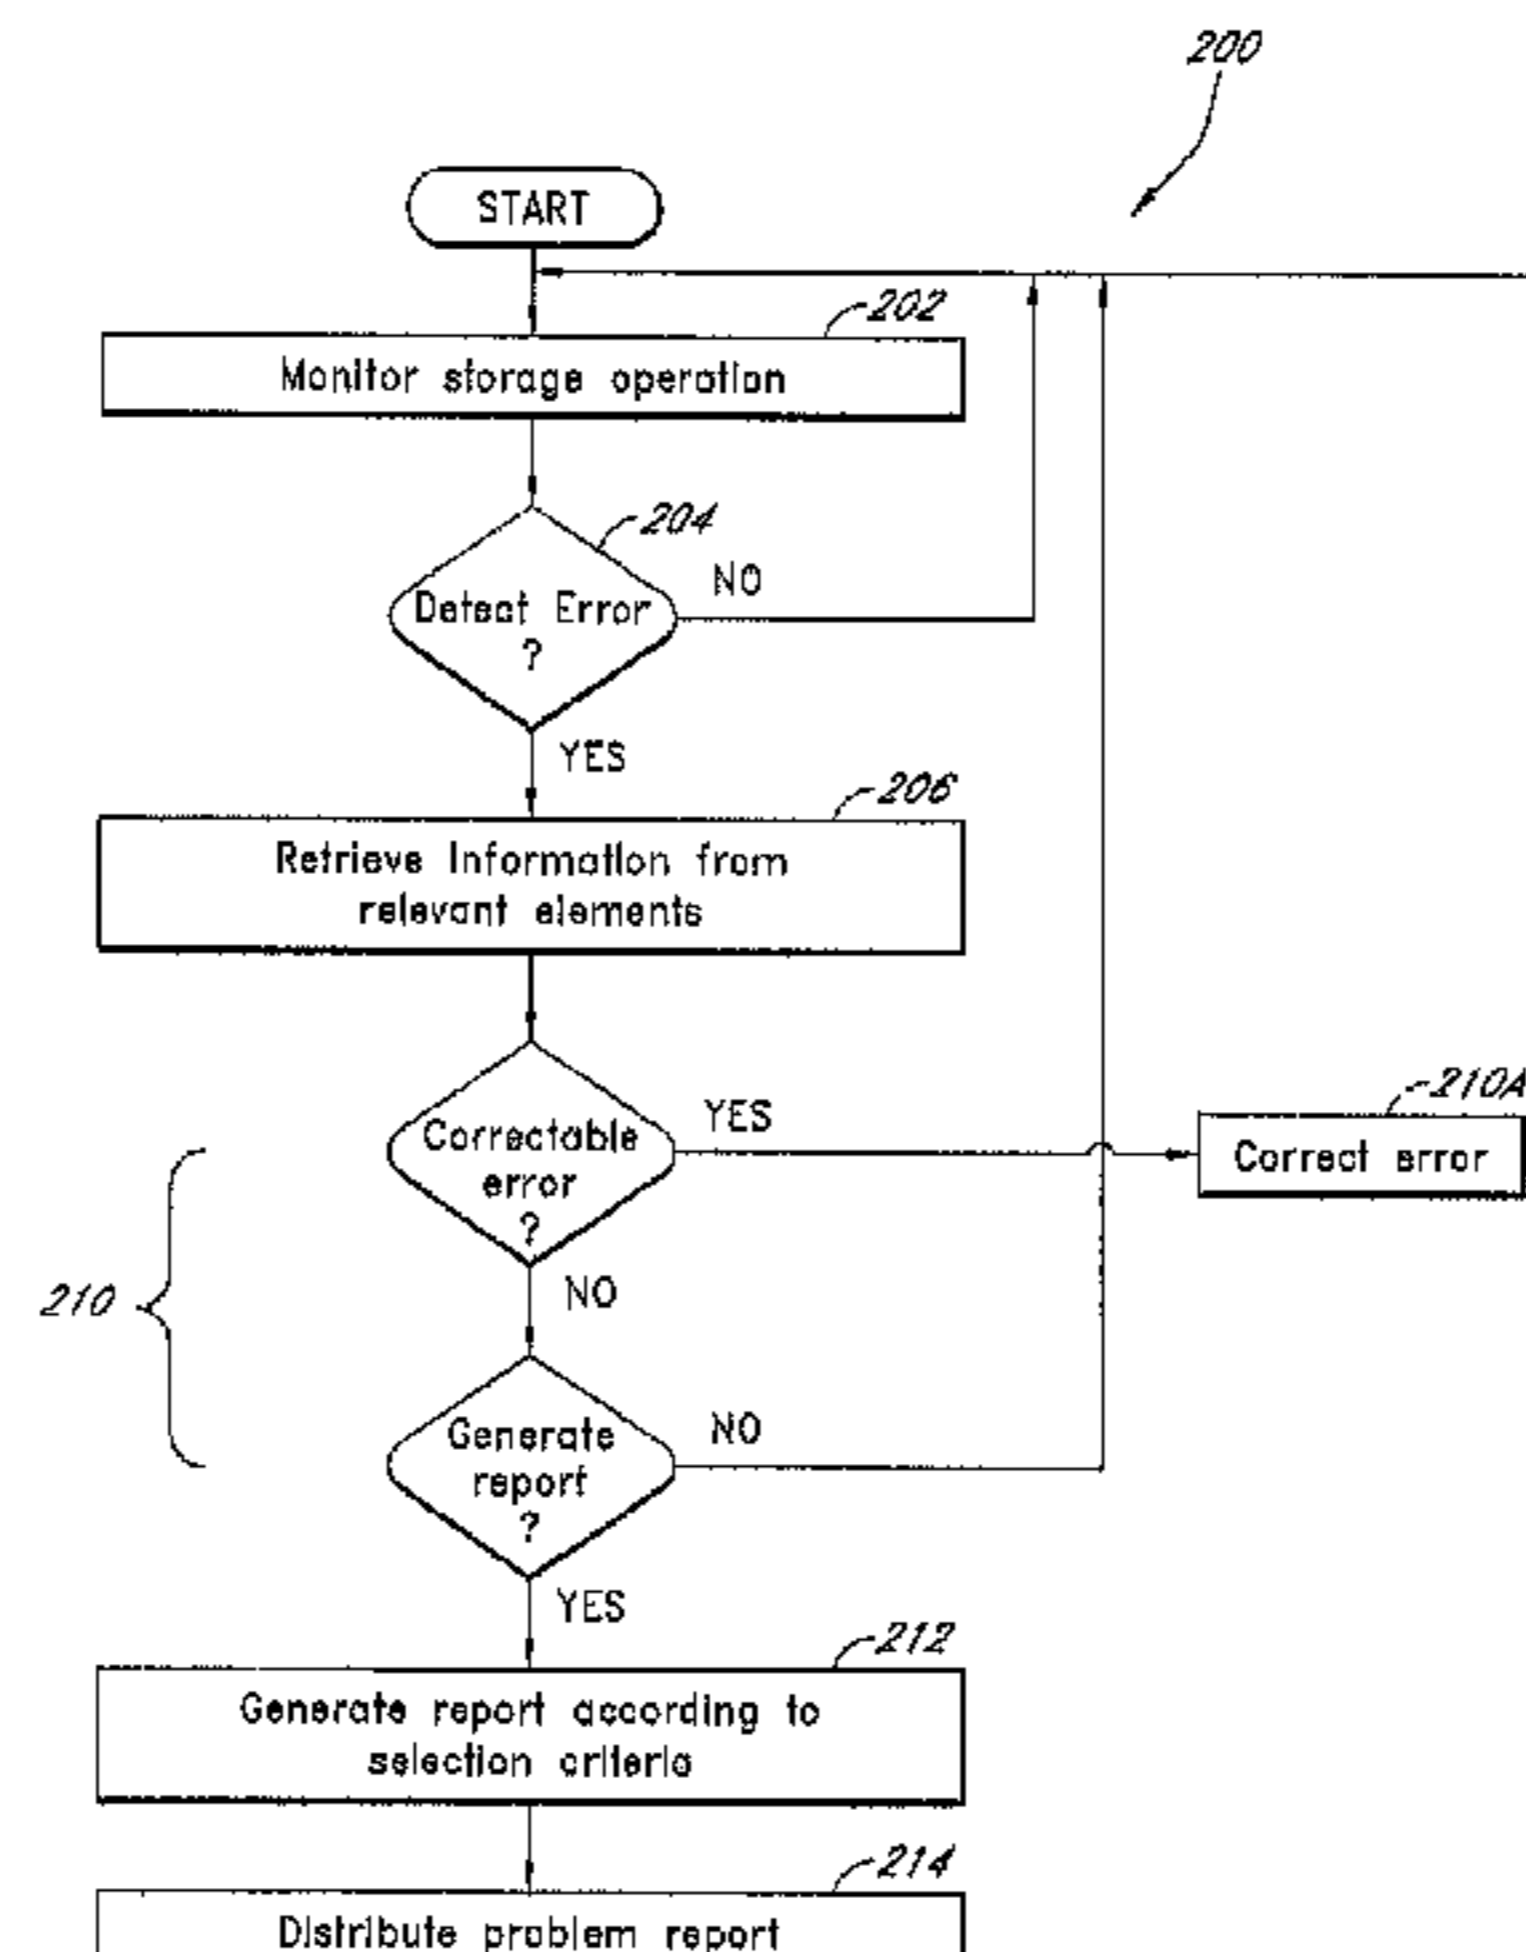 200
START
202
Monitor storage operation
204
Detect Error
?
NO
YES
206
Retrieve Information from
relevant elements
Correctable
error
?
YES
210A
Correct error
210
NO
Generate
report
?
NO
YES
212
Generate report according to
selection criteria
214
Distribute problem report